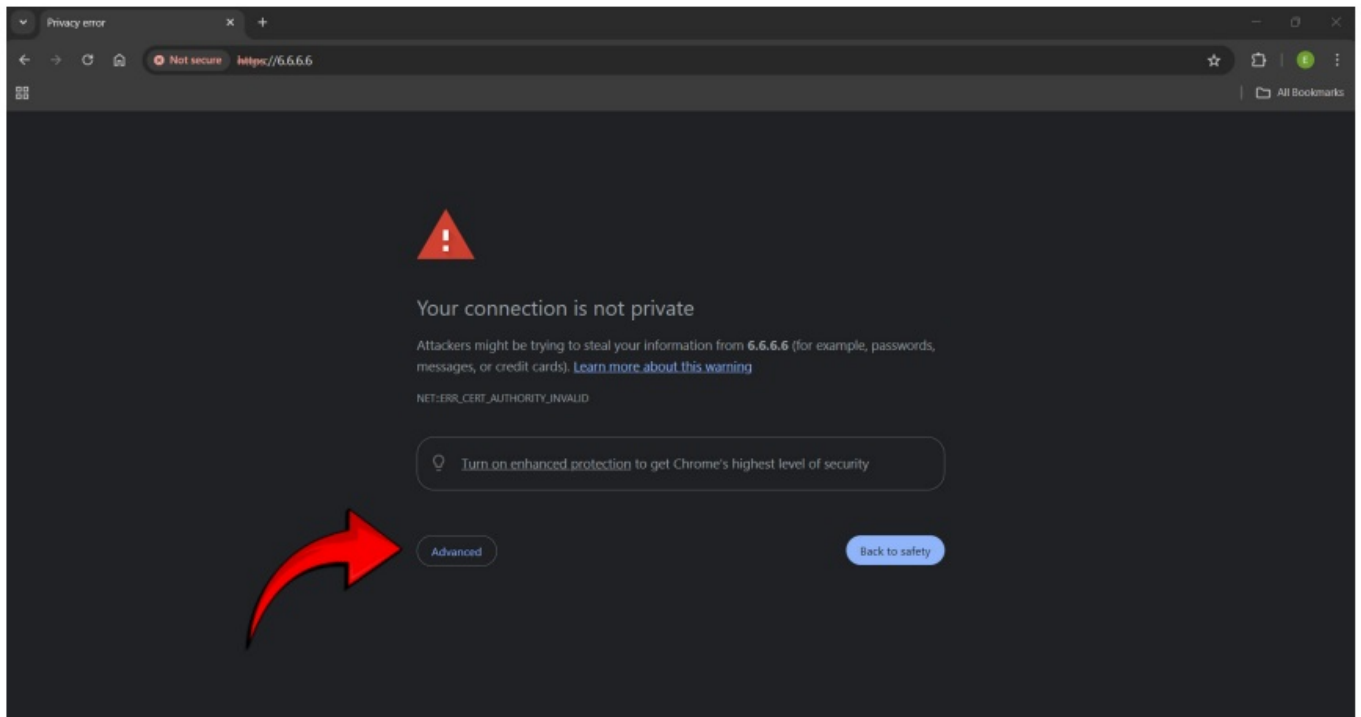 Privacy error
Not secure https://6.6.6.6
All Bookmarks
Your connection is not private
Attackers might be trying to steal your information from 6.6.6.6 (for example, passwords,
messages, or credit cards). Learn more about this warning
NET::ERR_CERT_AUTHORITY_INVALID
Turn on enhanced protection to get Chrome's highest level of security
Advanced
Back to safety